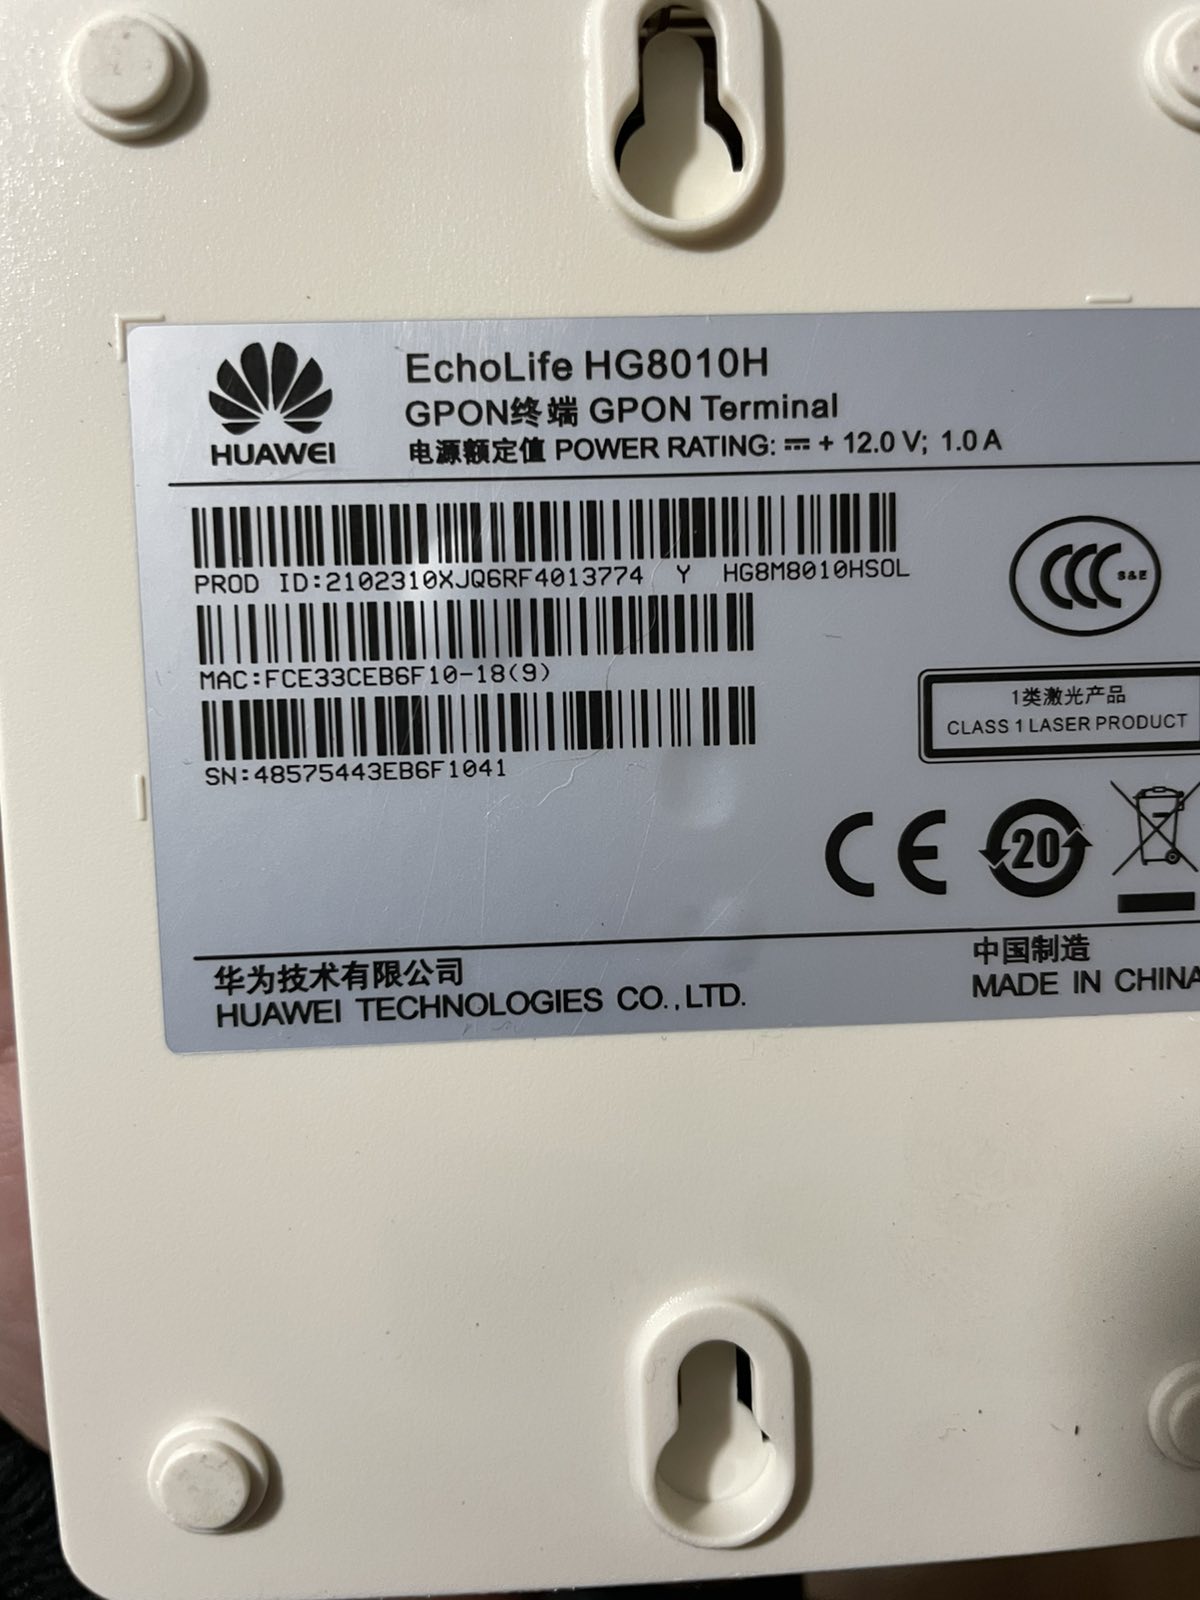 HUAWEI
EchoLife HG8010H
GPON终端 GPON Terminal
电源额定值 POWER RATING: ⎓ + 12.0 V; 1.0 A
PROD ID:2102310XJQ6RF4013774 Y HG8M8010HSOL
MAC:FCE33CEB6F10-18(9)
SN:48575443EB6F1041
CCC S&E
1类激光产品
CLASS 1 LASER PRODUCT
CE
20
华为技术有限公司
HUAWEI TECHNOLOGIES CO.,LTD.
中国制造
MADE IN CHINA